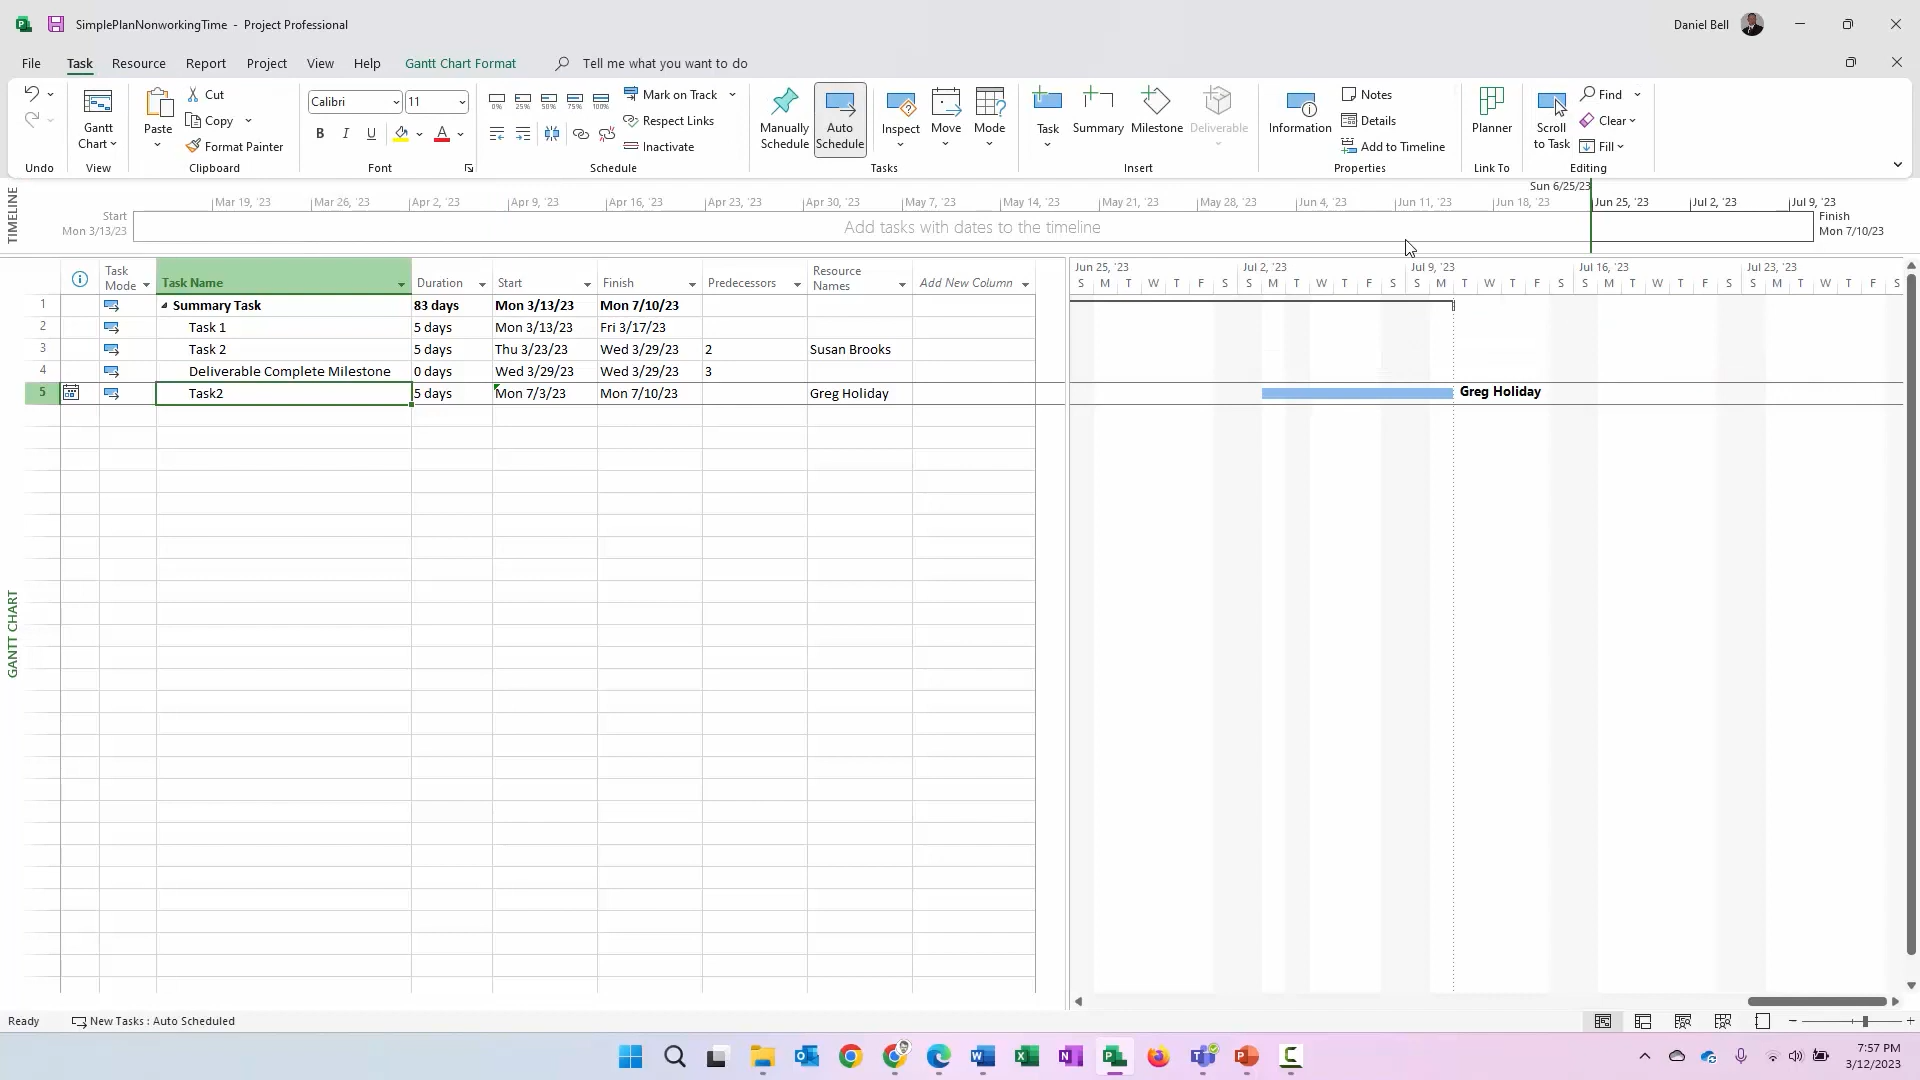 SimplePlanNonworkingTime - Project Professional
Daniel Bell
File Task Resource Report Project View Help Gantt Chart Format Tell me what you want to do
Undo
Gantt
Chart
View
Paste
Cut
Copy
Format Painter
Clipboard
Calibri 11
B I U A
Font
0% 25% 50% 75% 100%
Mark on Track
Respect Links
Inactivate
Schedule
Manually
Schedule
Auto
Schedule
Inspect
Move
Mode
Tasks
Task
Summary
Milestone
Deliverable
Insert
Information
Notes
Details
Add to Timeline
Properties
Planner
Link To
Scroll
to Task
Find
Clear
Fill
Editing
TIMELINE
Sun 6/25/23
Mar 19, '23 Mar 26, '23 Apr 2, '23 Apr 9, '23 Apr 16, '23 Apr 23, '23 Apr 30, '23 May 7, '23 May 14, '23 May 21, '23 May 28, '23 Jun 4, '23 Jun 11, '23 Jun 18, '23 Jun 25, '23 Jul 2, '23 Jul 9, '23
Start
Mon 3/13/23
Add tasks with dates to the timeline
Finish
Mon 7/10/23
GANTT CHART
Task
Mode
Task Name
Duration
Start
Finish
Predecessors
Resource
Names
Add New Column
1 Summary Task 83 days Mon 3/13/23 Mon 7/10/23
2 Task 1 5 days Mon 3/13/23 Fri 3/17/23
3 Task 2 5 days Thu 3/23/23 Wed 3/29/23 2 Susan Brooks
4 Deliverable Complete Milestone 0 days Wed 3/29/23 Wed 3/29/23 3
5 Task2 5 days Mon 7/3/23 Mon 7/10/23 Greg Holiday
Jun 25, '23 Jul 2, '23 Jul 9, '23 Jul 16, '23 Jul 23, '23
S M T W T F S S M T W T F S S M T W T F S S M T W T F S S M T W T F S
Greg Holiday
Ready
New Tasks : Auto Scheduled
7:57 PM
3/12/2023